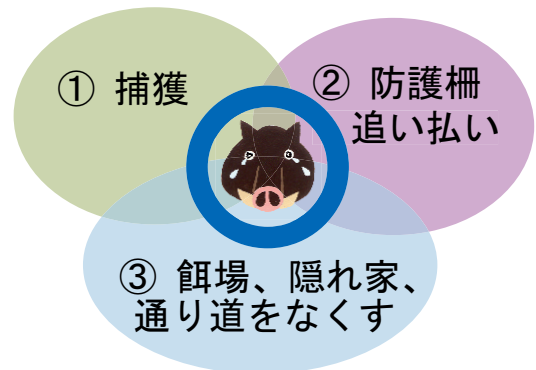 ① 捕獲
② 防護柵
追い払い
③ 餌場、隠れ家、
通り道をなくす